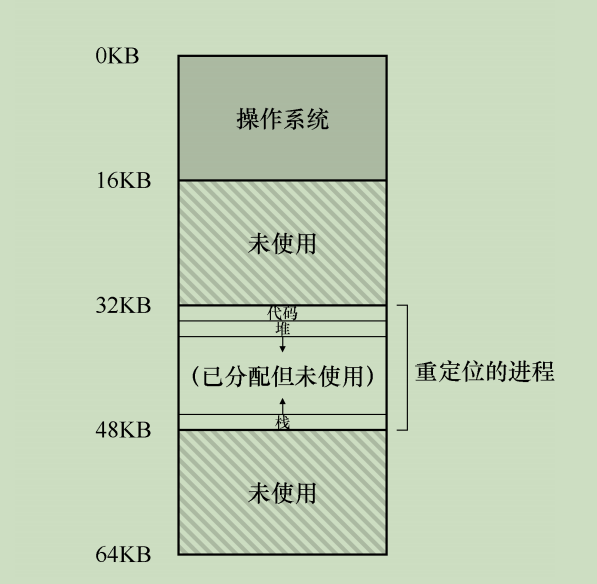 0KB
操作系统
16KB
未使用
32KB
代码
堆
(已分配但未使用)
重定位的进程
栈
48KB
未使用
64KB